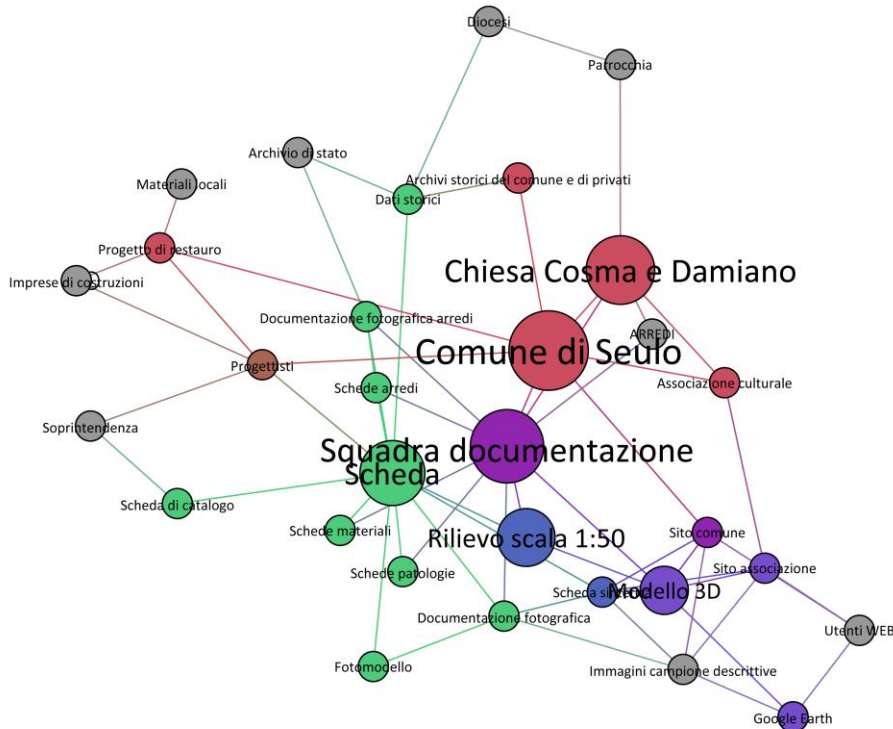 Diocesi
Parrocchia
Archivio di stato
Materiali locali
Archivi storici del comune e di privati
Dati storici
Progetto di restauro
Chiesa Cosma e Damiano
Imprese di costruzioni
Documentazione fotografica arredi
ARREDI
Comune di Seulo
Progettisti
Schede arredi
Associazione culturale
Soprintendenza
Squadra documentazione
Scheda
Scheda di catalogo
Schede materiali
Rilievo scala 1:50
Sito comune
Schede patologie
Sito associazione
Scheda
Modello 3D
Documentazione fotografica
Utenti WEB
Fotomodello
Immagini campione descrittive
Google Earth